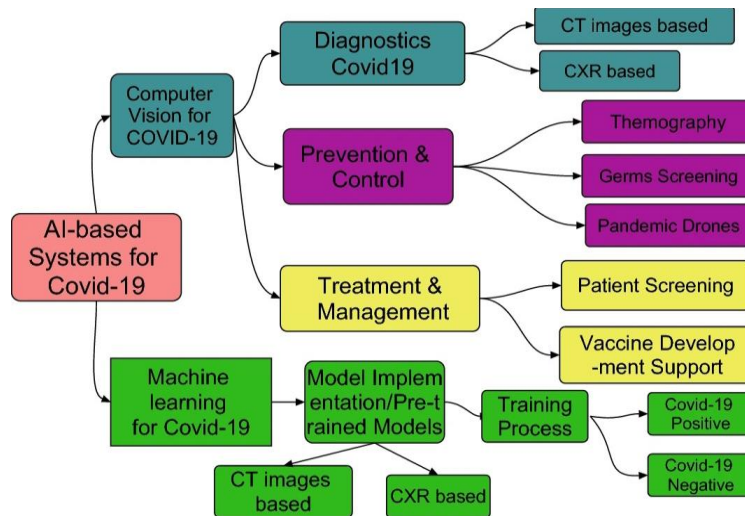 CT images based
Diagnostics
Covid19
CXR based
Computer
Vision for
COVID-19
Themography
Prevention &
Control
Germs Screening
Pandemic Drones
AI-based
Systems for
Covid-19
Treatment &
Management
Patient Screening
Vaccine Develop
-ment Support
Machine
learning
for Covid-19
Model Implem
entation/Pre-t
rained Models
Training
Process
Covid-19
Positive
Covid-19
Negative
CT images
based
CXR based